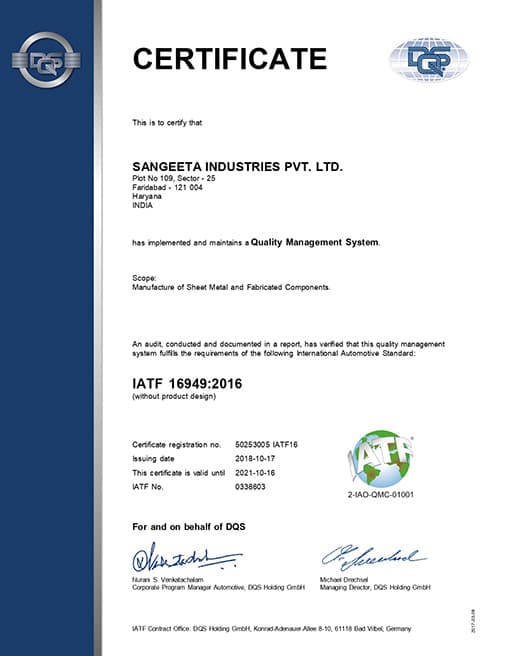 DQS
CERTIFICATE
DQS
This is to certify that
SANGEETA INDUSTRIES PVT. LTD.
Plot No 109, Sector - 25
Faridabad - 121 004
Haryana
INDIA
has implemented and maintains a Quality Management System.
Scope:
Manufacture of Sheet Metal and Fabricated Components.
An audit, conducted and documented in a report, has verified that this quality management
system fulfills the requirements of the following International Automotive Standard:
IATF 16949:2016
(without product design)
Certificate registration no. 50253005 IATF16
Issuing date 2018-10-17
This certificate is valid until 2021-10-16
IATF No. 0338603
IATF
2-IAO-QMC-01001
For and on behalf of DQS
Nurani S. Venkatachalam
Corporate Program Manager Automotive, DQS Holding GmbH
Michael Drechsel
Managing Director, DQS Holding GmbH
IATF Contract Office: DQS Holding GmbH, Konrad-Adenauer-Allee 8-10, 61118 Bad Vilbel, Germany